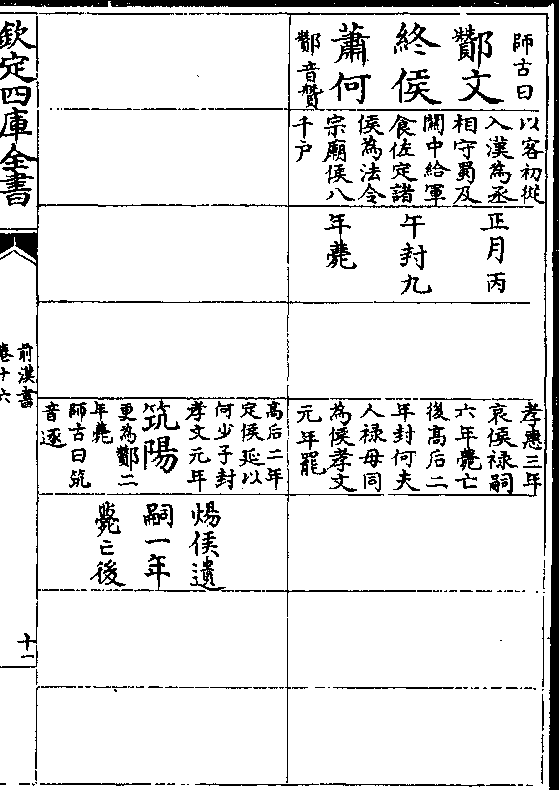 師古曰
酇文
終侯
蕭何
酇音贊
以客初從
入漢為丞
相守蜀及
關中給軍
食佐定諸
侯為法令
宗廟侯八
千戶
正月丙
午封九
年薨
孝惠三年
哀侯祿嗣
六年薨亡
後高后二
年封何夫
人祿母同
為侯孝文
元年罷
高后二年
定侯延以
何少子封
孝文元年
筑陽
更為酇二
年薨
師古曰筑
音逐
煬侯遺
嗣一年
薨亡後
欽定四庫全書
前漢書
卷十六
十一